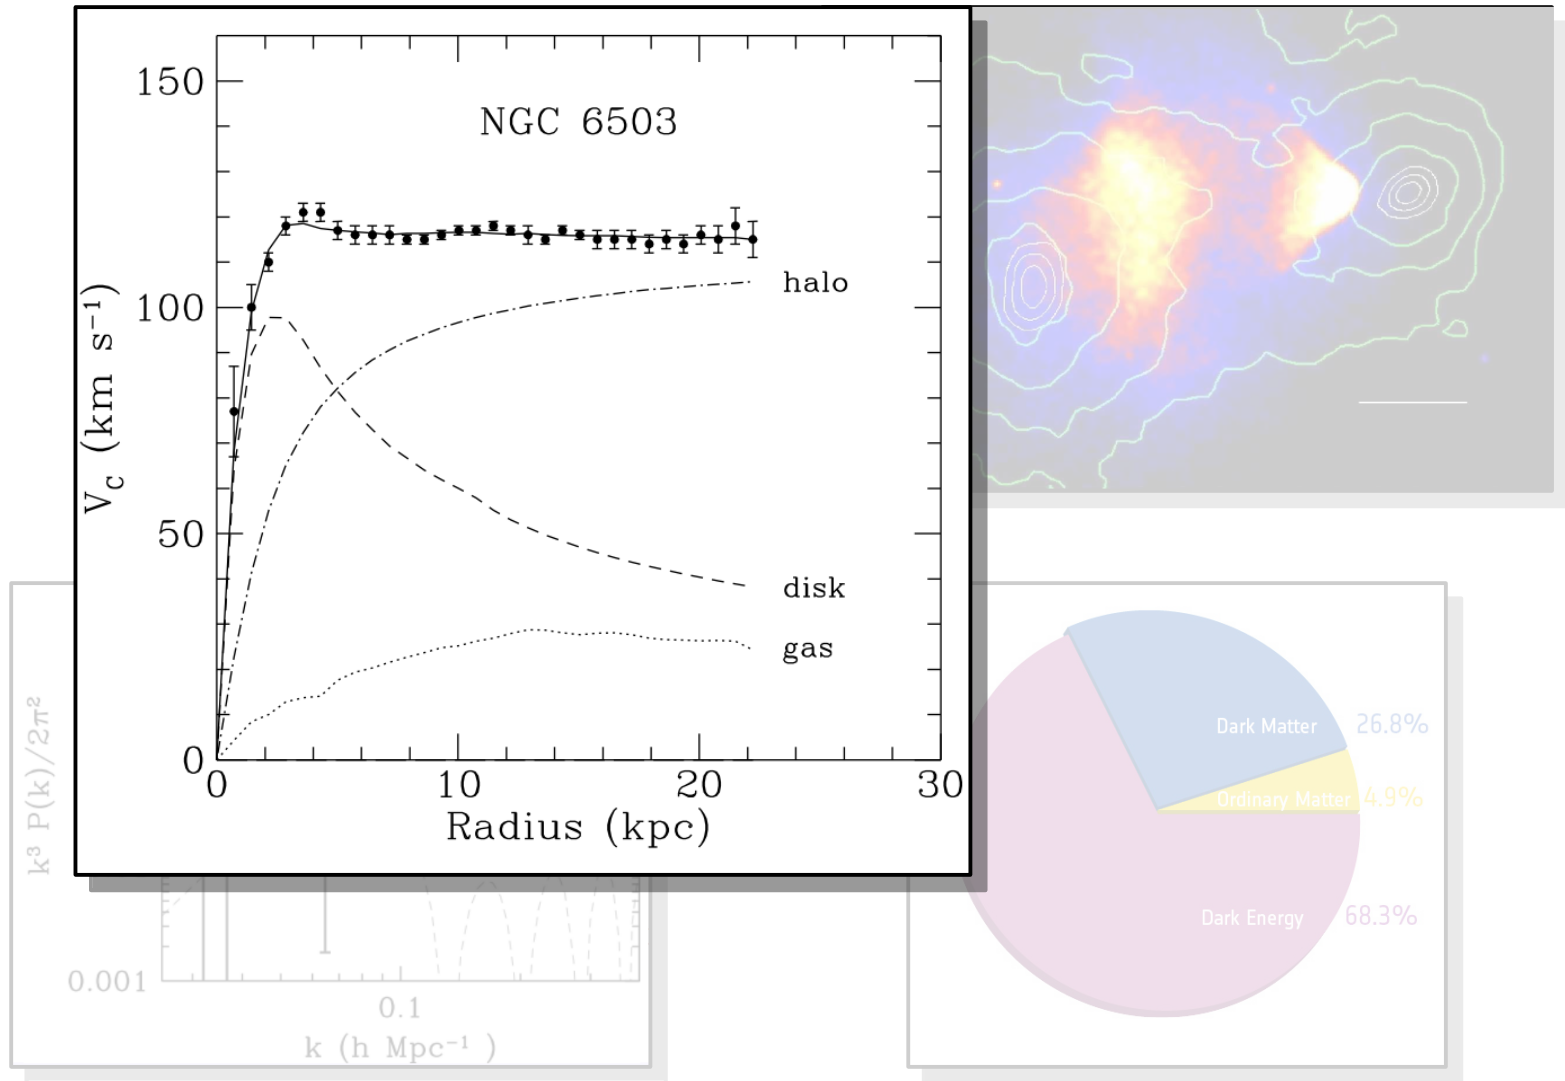 150
NGC 6503
halo
100
V_C (km s⁻¹)
50
disk
gas
0
0 10 20 30
Radius (kpc)
k³ P(k)/2π²
0.001
0.1
k (h Mpc⁻¹ )
Dark Matter 26.8%
Ordinary Matter 4.9%
Dark Energy 68.3%